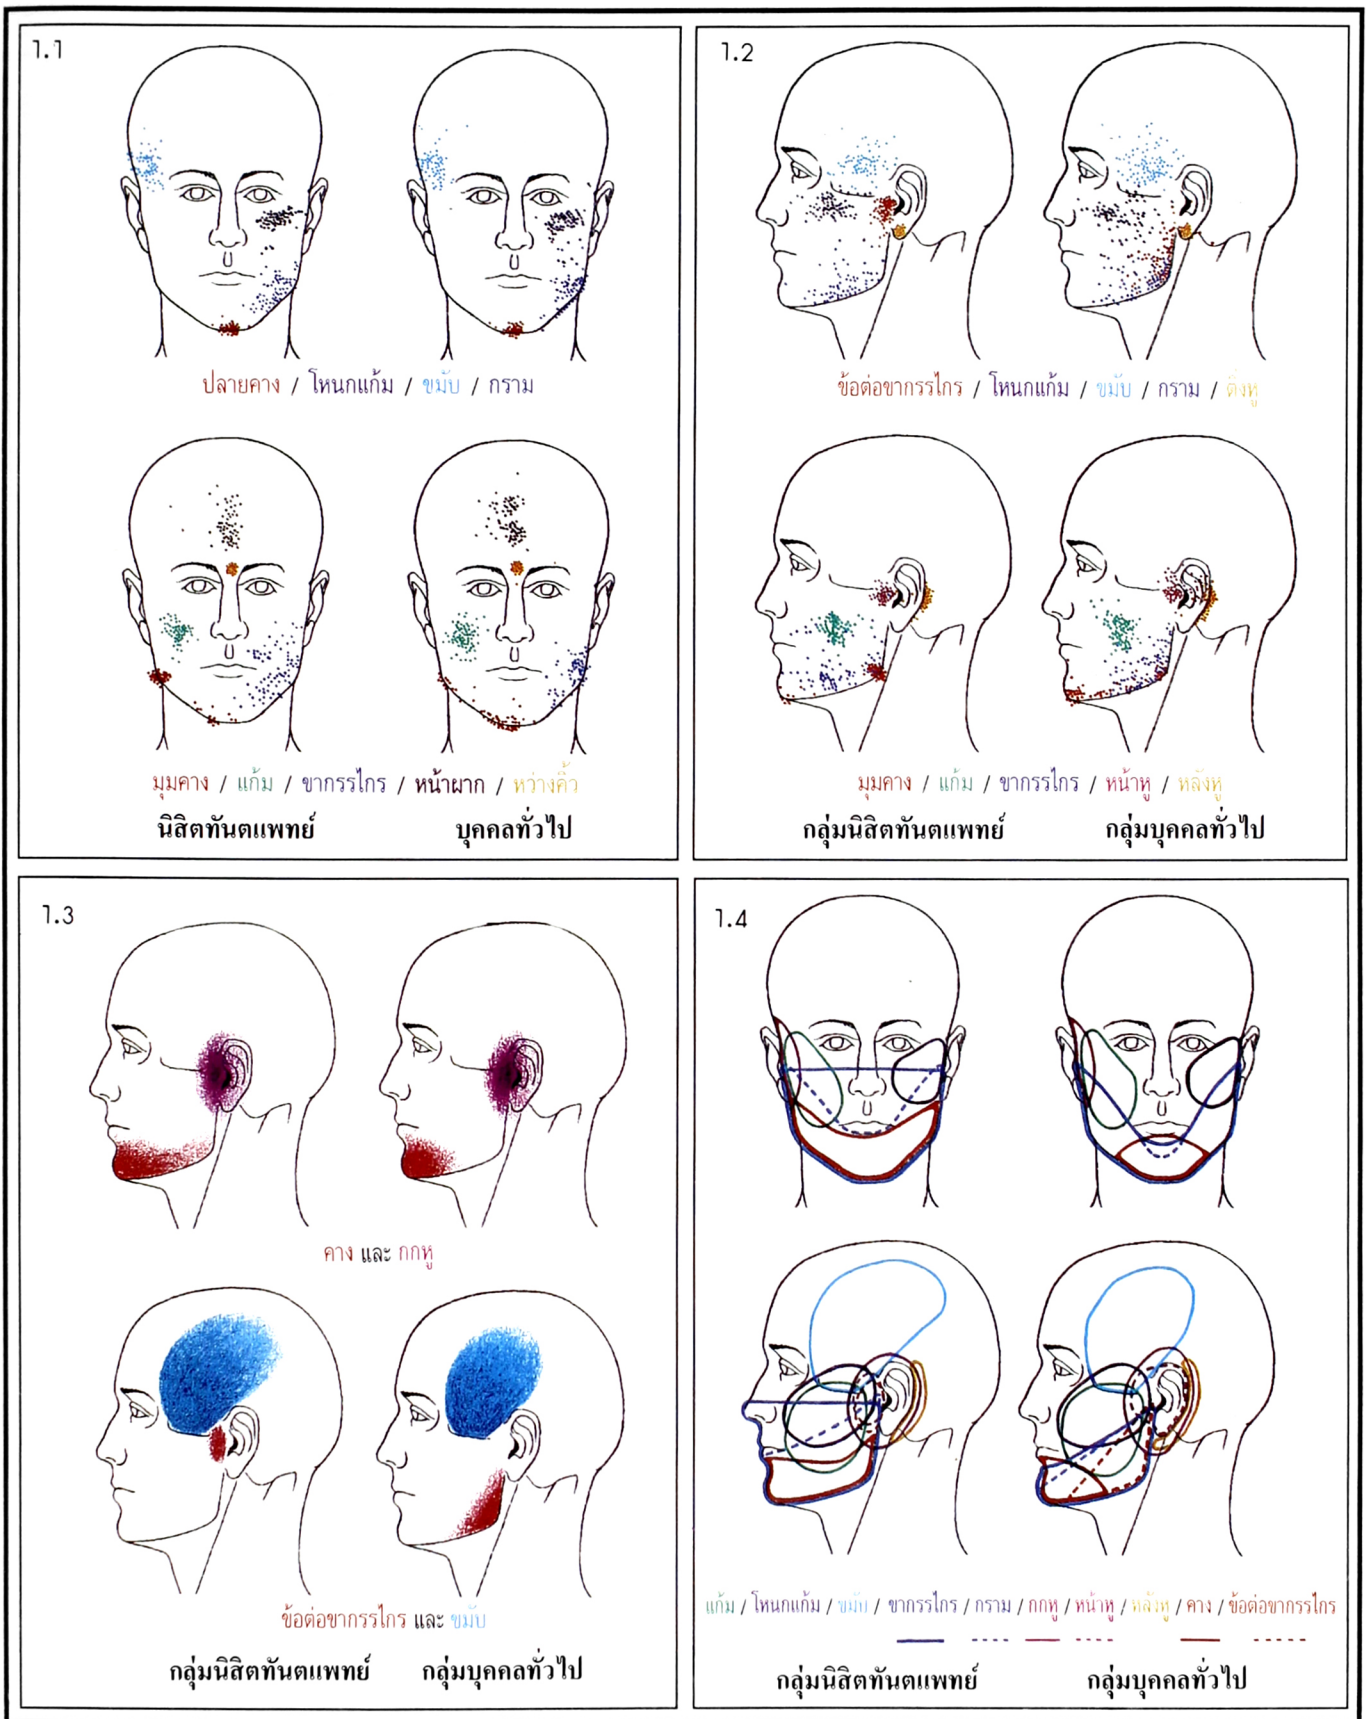 1.1
ปลายคาง / โหนกแก้ม / ขมับ / กราม
มุมคาง / แก้ม / ขากรรไกร / หน้าผาก / หว่างคิ้ว
นิสิตทันตแพทย์ บุคคลทั่วไป
1.2
ข้อต่อขากรรไกร / โหนกแก้ม / ขมับ / กราม / ติ่งหู
มุมคาง / แก้ม / ขากรรไกร / หน้าหู / หลังหู
กลุ่มนิสิตทันตแพทย์ กลุ่มบุคคลทั่วไป
1.3
คาง และ กกหู
ข้อต่อขากรรไกร และ ขมับ
กลุ่มนิสิตทันตแพทย์ กลุ่มบุคคลทั่วไป
1.4
แก้ม / โหนกแก้ม / ขมับ / ขากรรไกร / กราม / กกหู / หน้าหู / หลังหู / คาง / ข้อต่อขากรรไกร
กลุ่มนิสิตทันตแพทย์ กลุ่มบุคคลทั่วไป